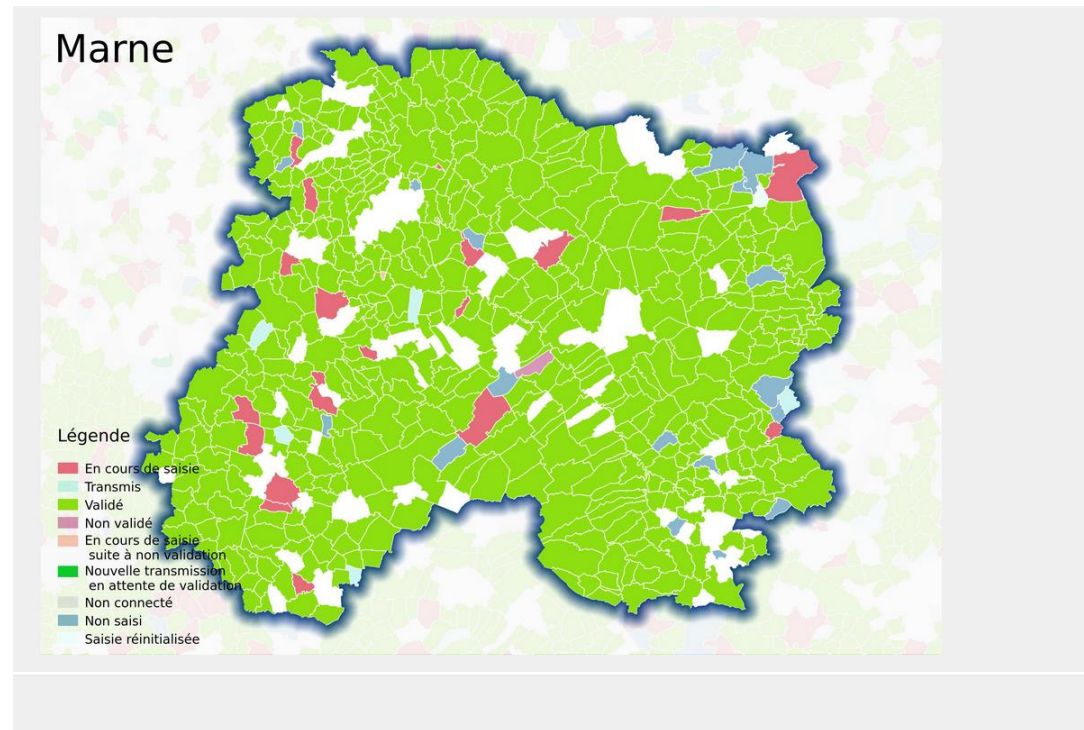 Marne
Légende
En cours de saisie
Transmis
Validé
Non validé
En cours de saisie
suite à non validation
Nouvelle transmission
en attente de validation
Non connecté
Non saisi
Saisie réinitialisée